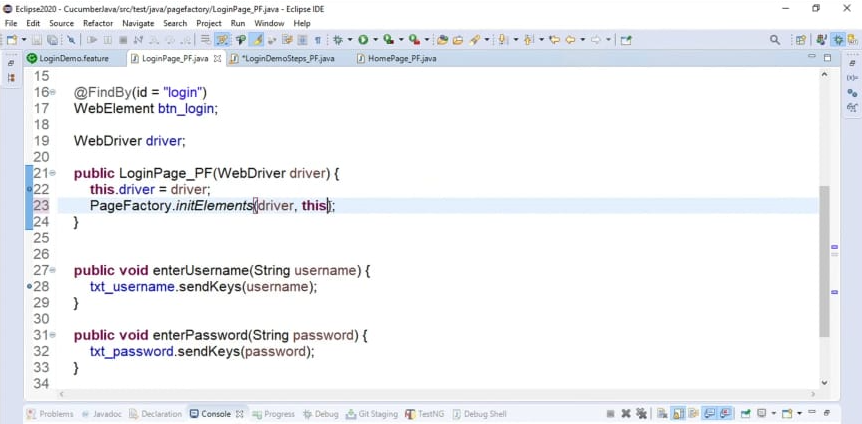 Eclipse2020 - CucumberJava/src/test/java/pagefactory/LoginPage_PF.java - Eclipse IDE
File Edit Source Refactor Navigate Search Project Run Window Help
LoginDemo.feature LoginPage_PF.java *LoginDemoSteps_PF.java HomePage_PF.java
15
16 @FindBy(id = "login")
17 WebElement btn_login;
18
19 WebDriver driver;
20
21 public LoginPage_PF(WebDriver driver) {
22 this.driver = driver;
23 PageFactory.initElements(driver, this);
24 }
25
26
27 public void enterUsername(String username) {
28 txt_username.sendKeys(username);
29 }
30
31 public void enterPassword(String password) {
32 txt_password.sendKeys(password);
33 }
34
Problems Javadoc Declaration Console Progress Debug Git Staging TestNG Debug Shell